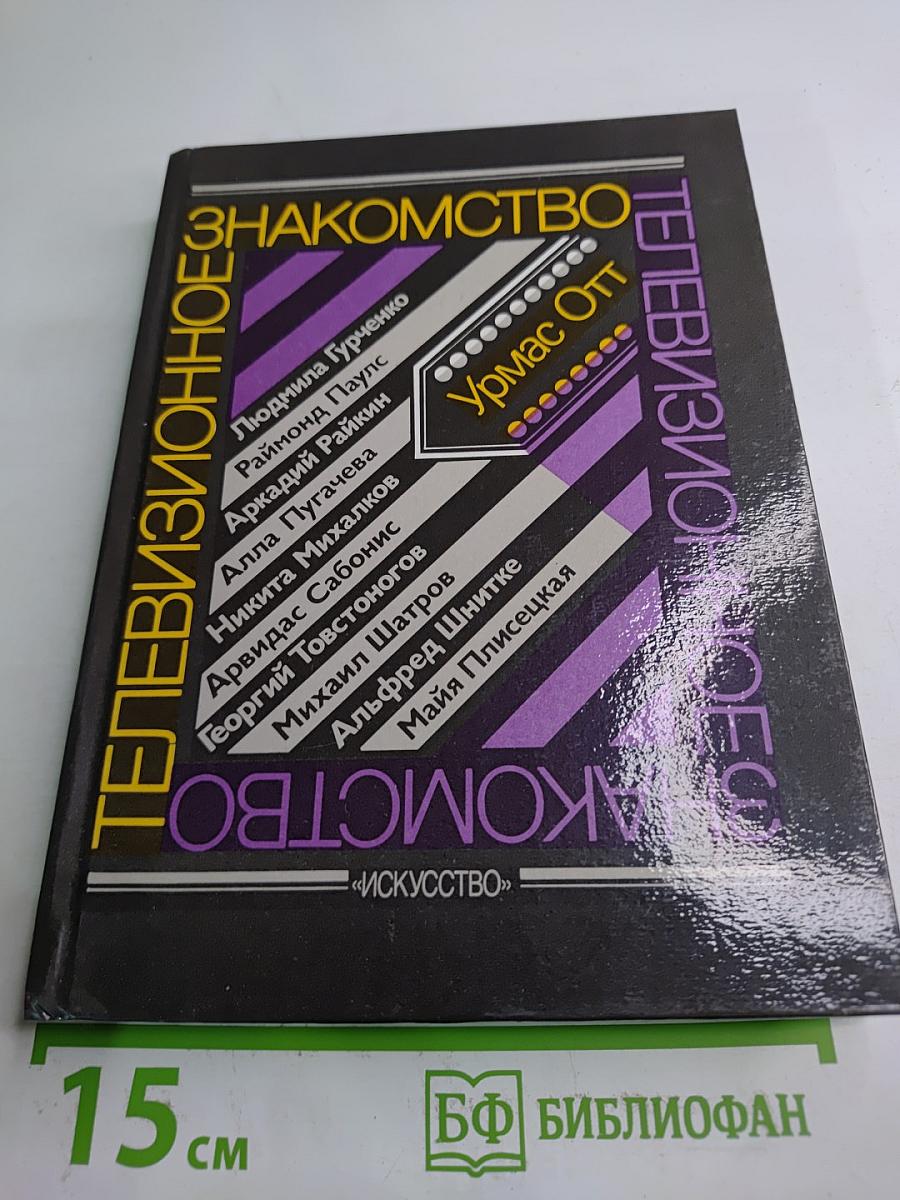 ТЕЛЕВИЗИОННОЕ
ЗНАКОМСТВО
ТЕЛЕВИЗИОННОЕ
ЗНАКОМСТВО
Урмас Отт
Людмила Гурченко
Раймонд Паулс
Аркадий Райкин
Алла Пугачева
Никита Михалков
Арвидас Сабонис
Георгий Товстоногов
Михаил Шатров
Альфред Шнитке
Майя Плисецкая
«ИСКУССТВО»
15 см
БФ БИБЛИОФАН